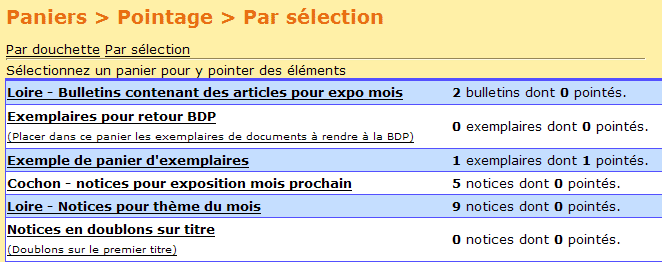 Paniers > Pointage > Par sélection
Par douchette Par sélection
Sélectionnez un panier pour y pointer des éléments
Loire - Bulletins contenant des articles pour expo mois 2 bulletins dont 0 pointés.
Exemplaires pour retour BDP
(Placer dans ce panier les exemplaires de documents à rendre à la BDP) 0 exemplaires dont 0 pointés.
Exemple de panier d'exemplaires 1 exemplaires dont 1 pointés.
Cochon - notices pour exposition mois prochain 5 notices dont 0 pointés.
Loire - Notices pour thème du mois 9 notices dont 0 pointés.
Notices en doublons sur titre
(Doublons sur le premier titre) 0 notices dont 0 pointés.